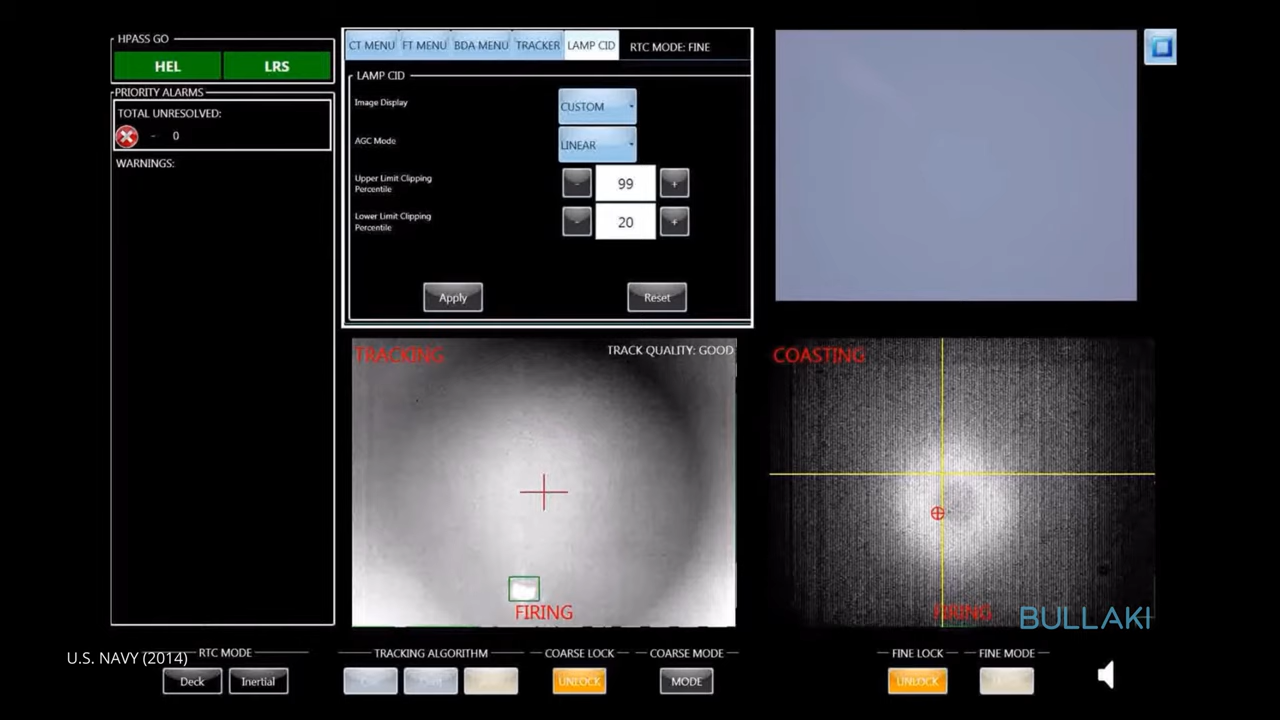 HPASS GO
HEL
LRS
PRIORITY ALARMS
TOTAL UNRESOLVED:
- 0
WARNINGS:
CT MENU
FT MENU
BDA MENU
TRACKER
LAMP CID
RTC MODE: FINE
LAMP CID
Image Display
CUSTOM
AGC Mode
LINEAR
Upper Limit Clipping
Percentile
- 99 +
Lower Limit Clipping
Percentile
- 20 +
Apply
Reset
TRACKING
TRACK QUALITY: GOOD
FIRING
COASTING
FIRING
BULLAKI
U.S. NAVY (2014)
RTC MODE
Deck
Inertial
TRACKING ALGORITHM
COARSE LOCK
UNLOCK
COARSE MODE
MODE
FINE LOCK
UNLOCK
FINE MODE